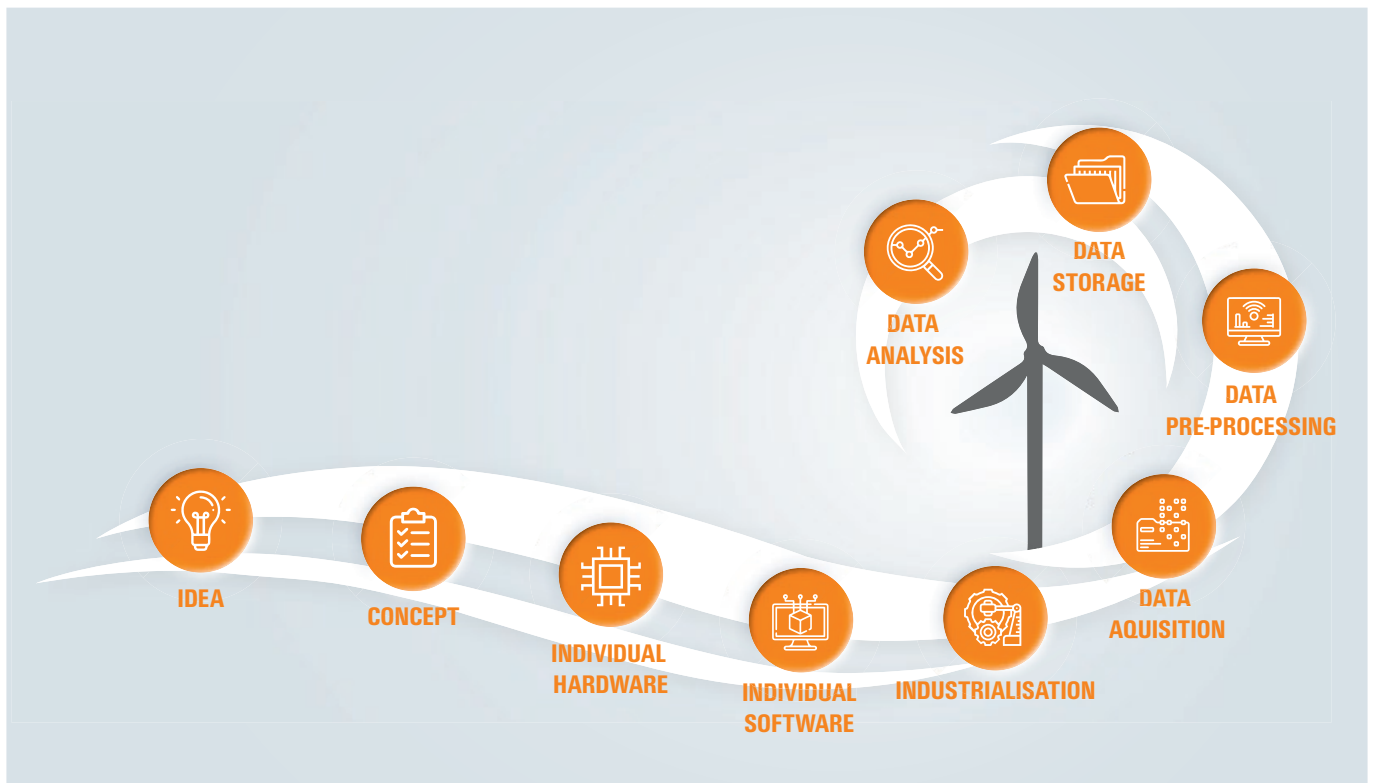 IDEA
CONCEPT
INDIVIDUAL
HARDWARE
INDIVIDUAL
SOFTWARE
INDUSTRIALISATION
DATA
AQUISITION
DATA
PRE-PROCESSING
DATA
STORAGE
DATA
ANALYSIS